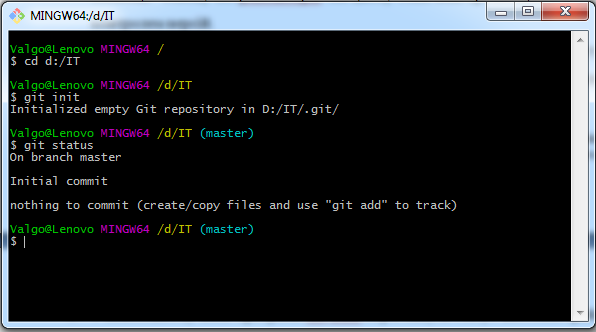 MINGW64:/d/IT
Valgo@Lenovo MINGW64 /
$ cd d:/IT
Valgo@Lenovo MINGW64 /d/IT
$ git init
Initialized empty Git repository in D:/IT/.git/
Valgo@Lenovo MINGW64 /d/IT (master)
$ git status
On branch master
Initial commit
nothing to commit (create/copy files and use "git add" to track)
Valgo@Lenovo MINGW64 /d/IT (master)
$